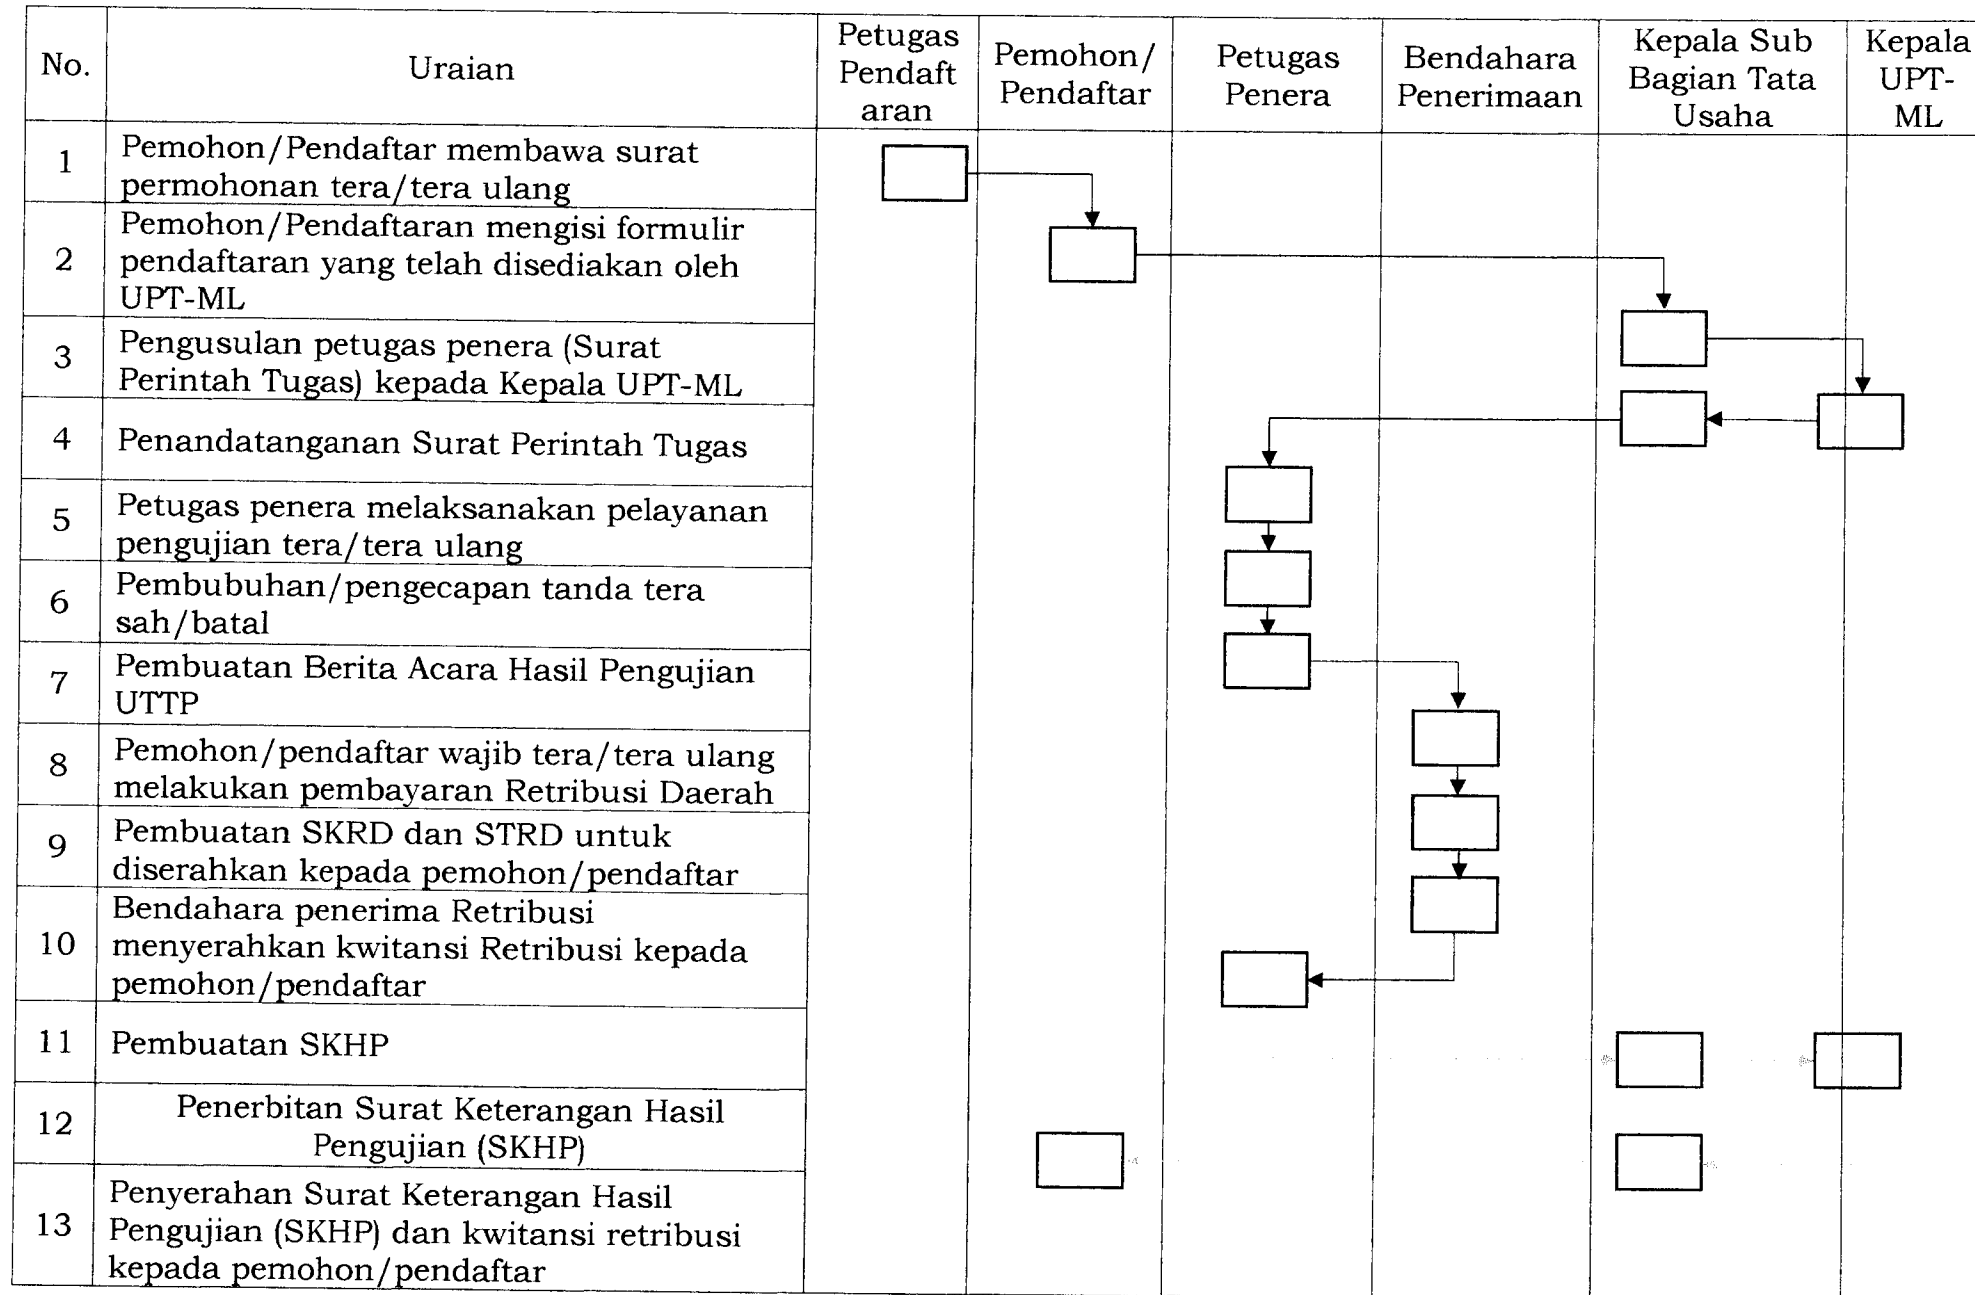 No.
Uraian
Petugas
Pendaft
aran
Pemohon/
Pendaftar
Petugas
Penera
Bendahara
Penerimaan
Kepala Sub
Bagian Tata
Usaha
Kepala
UPT-
ML
1
Pemohon/Pendaftar membawa surat
permohonan tera/tera ulang
2
Pemohon/Pendaftaran mengisi formulir
pendaftaran yang telah disediakan oleh
UPT-ML
3
Pengusulan petugas penera (Surat
Perintah Tugas) kepada Kepala UPT-ML
4
Penandatanganan Surat Perintah Tugas
5
Petugas penera melaksanakan pelayanan
pengujian tera/tera ulang
6
Pembubuhan/pengecapan tanda tera
sah/batal
7
Pembuatan Berita Acara Hasil Pengujian
UTTP
8
Pemohon/pendaftar wajib tera/tera ulang
melakukan pembayaran Retribusi Daerah
9
Pembuatan SKRD dan STRD untuk
diserahkan kepada pemohon/pendaftar
10
Bendahara penerima Retribusi
menyerahkan kwitansi Retribusi kepada
pemohon/pendaftar
11
Pembuatan SKHP
12
Penerbitan Surat Keterangan Hasil
Pengujian (SKHP)
13
Penyerahan Surat Keterangan Hasil
Pengujian (SKHP) dan kwitansi retribusi
kepada pemohon/pendaftar